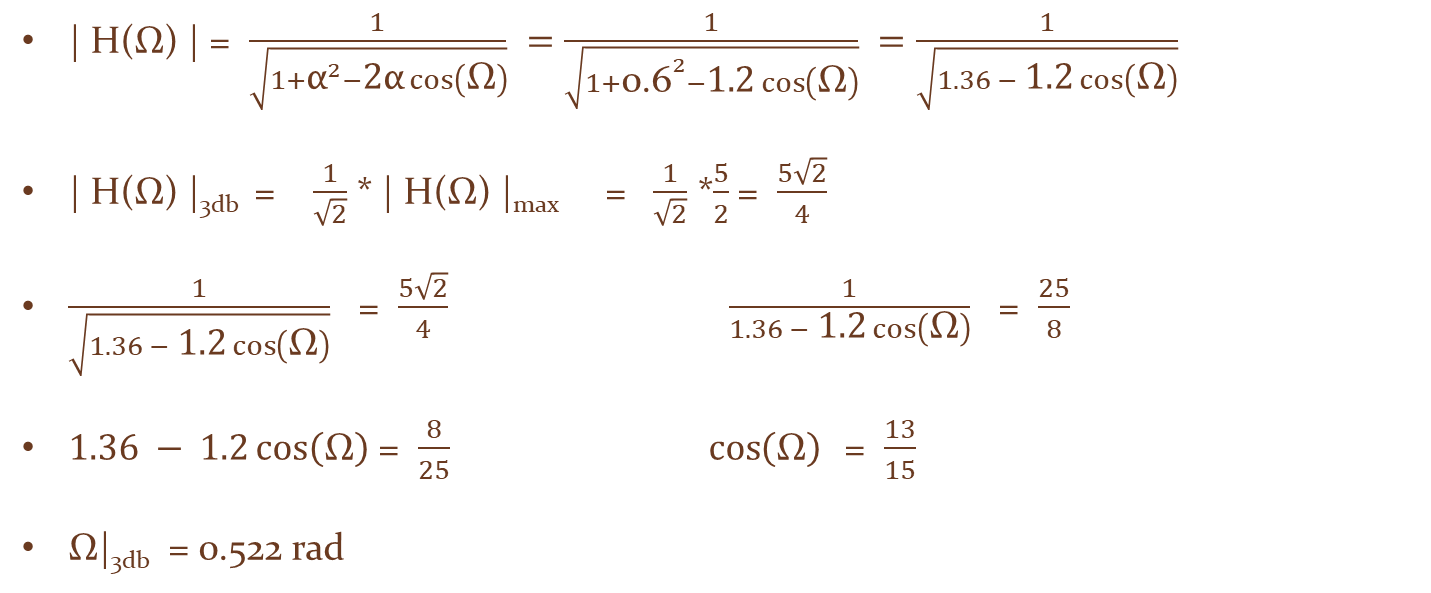 • | H(Ω) | = 1/√(1+α²−2α cos(Ω)) = 1/√(1+0.6²−1.2 cos(Ω)) = 1/√(1.36 − 1.2 cos(Ω))
• | H(Ω) |₃db = 1/√2 * | H(Ω) |max = 1/√2 * 5/2 = 5√2/4
• 1/√(1.36 − 1.2 cos(Ω)) = 5√2/4 1/(1.36 − 1.2 cos(Ω)) = 25/8
• 1.36 − 1.2 cos(Ω) = 8/25 cos(Ω) = 13/15
• Ω|₃db = 0.522 rad